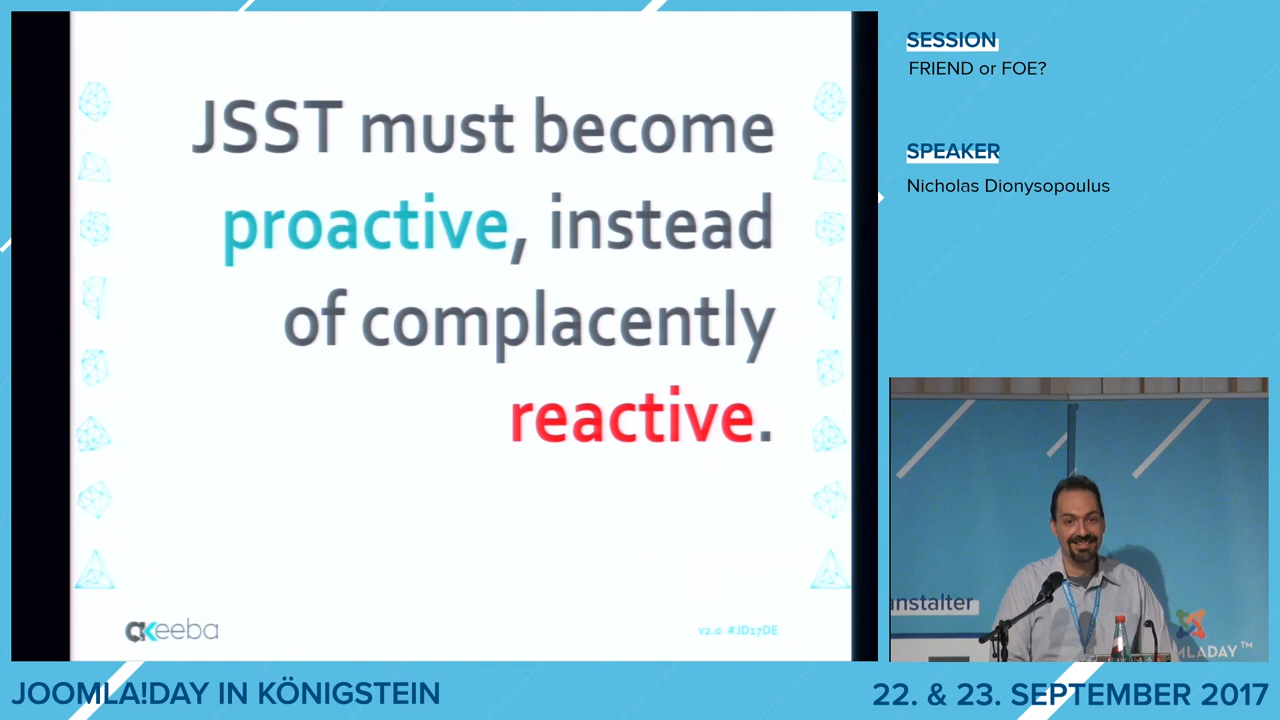 JSST must become
proactive, instead
of complacently
reactive.
akeeba
v2.0 #JD17DE
SESSION
FRIEND or FOE?
SPEAKER
Nicholas Dionysopoulus
nstalter
MLADAY™
JOOMLA!DAY IN KÖNIGSTEIN
22. & 23. SEPTEMBER 2017